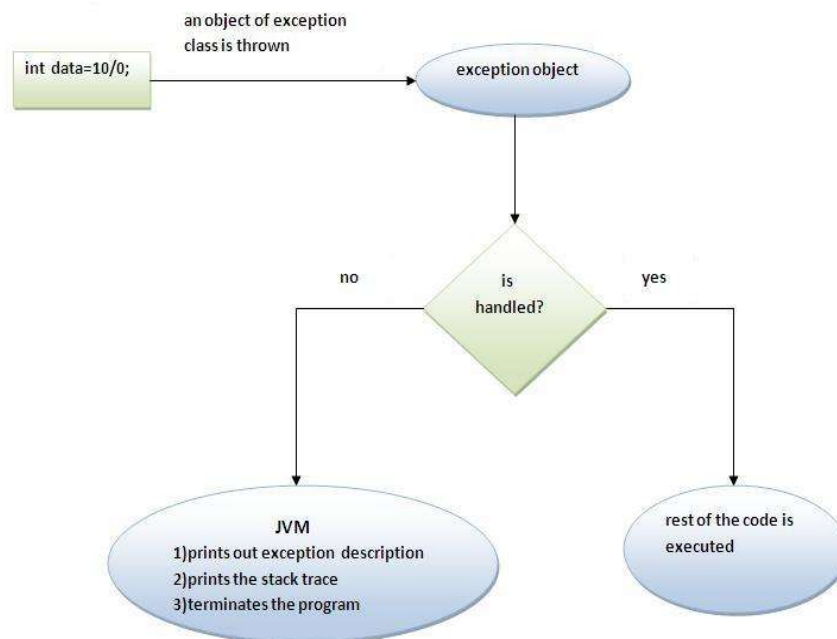 an object of exception
class is thrown
int data=10/0;
exception object
is
handled?
no
yes
JVM
1)prints out exception description
2)prints the stack trace
3)terminates the program
rest of the code is
executed